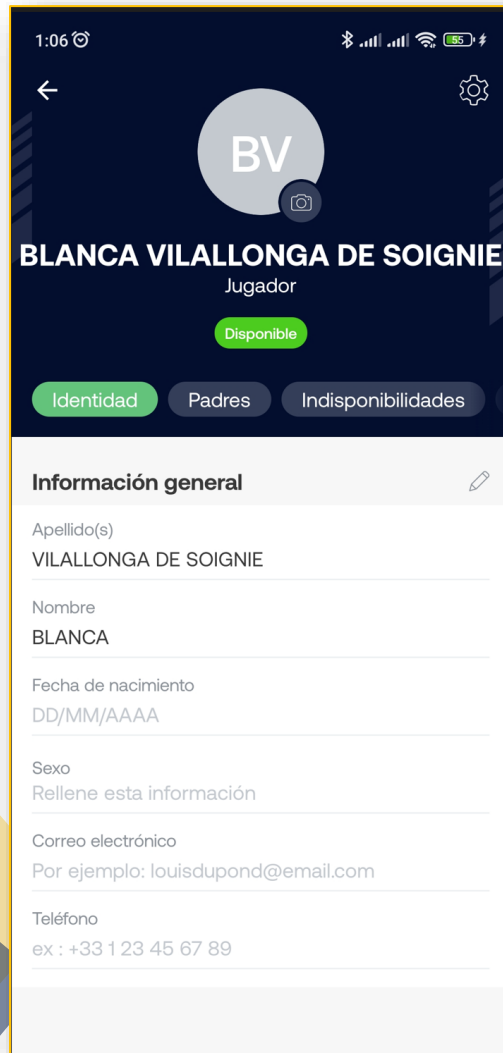 1:06
55
BV
BLANCA VILALLONGA DE SOIGNIE
Jugador
Disponible
Identidad Padres Indisponibilidades
Información general
Apellido(s)
VILALLONGA DE SOIGNIE
Nombre
BLANCA
Fecha de nacimiento
DD/MM/AAAA
Sexo
Rellene esta información
Correo electrónico
Por ejemplo: louisdupond@email.com
Teléfono
ex : +33 1 23 45 67 89